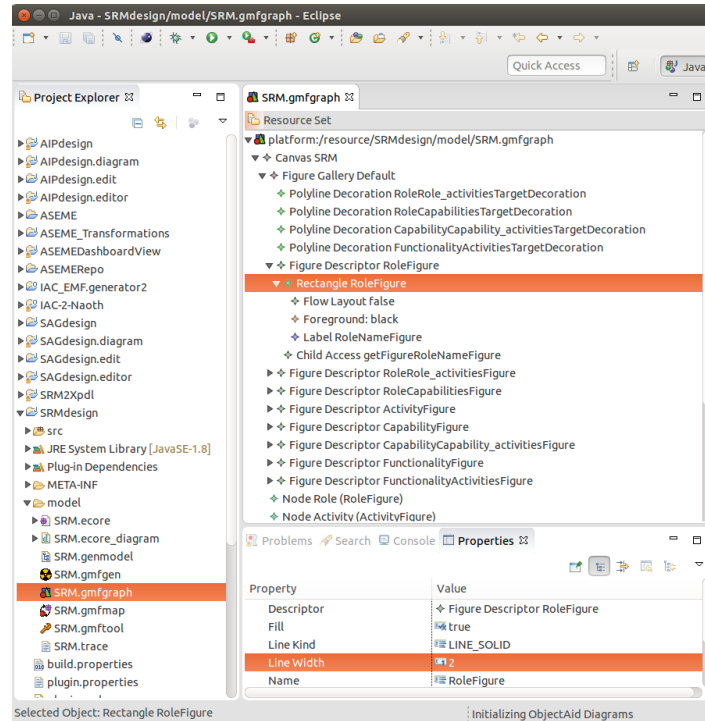 Java - SRMdesign/model/SRM.gmfgraph - Eclipse
Quick Access
Java
Project Explorer
AIPdesign
AIPdesign.diagram
AIPdesign.edit
AIPdesign.editor
ASEME
ASEME_Transformations
ASEMEDashboardView
ASEMERepo
IAC_EMF.generator2
IAC-2-Naoth
SAGdesign
SAGdesign.diagram
SAGdesign.edit
SAGdesign.editor
SRM2Xpdl
SRMdesign
src
JRE System Library [JavaSE-1.8]
Plug-in Dependencies
META-INF
model
SRM.ecore
SRM.ecore_diagram
SRM.genmodel
SRM.gmfgen
SRM.gmfgraph
SRM.gmfmap
SRM.gmftool
SRM.trace
build.properties
plugin.properties
SRM.gmfgraph
Resource Set
platform:/resource/SRMdesign/model/SRM.gmfgraph
Canvas SRM
Figure Gallery Default
Polyline Decoration RoleRole_activitiesTargetDecoration
Polyline Decoration RoleCapabilitiesTargetDecoration
Polyline Decoration CapabilityCapability_activitiesTargetDecoration
Polyline Decoration FunctionalityActivitiesTargetDecoration
Figure Descriptor RoleFigure
Rectangle RoleFigure
Flow Layout false
Foreground: black
Label RoleNameFigure
Child Access getFigureRoleNameFigure
Figure Descriptor RoleRole_activitiesFigure
Figure Descriptor RoleCapabilitiesFigure
Figure Descriptor ActivityFigure
Figure Descriptor CapabilityFigure
Figure Descriptor CapabilityCapability_activitiesFigure
Figure Descriptor FunctionalityFigure
Figure Descriptor FunctionalityActivitiesFigure
Node Role (RoleFigure)
Node Activity (ActivityFigure)
Problems Search Console Properties
Property Value
Descriptor Figure Descriptor RoleFigure
Fill true
Line Kind LINE_SOLID
Line Width 2
Name RoleFigure
Selected Object: Rectangle RoleFigure
Initializing ObjectAid Diagrams